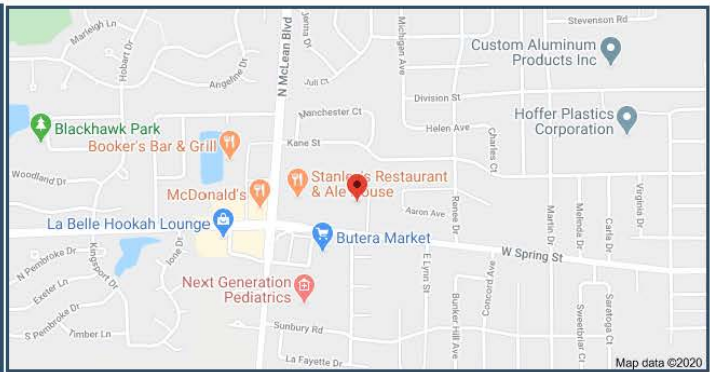 Marleigh Ln
Hobart Dr
Angeline Dr
N McLean Blvd
Juli Ct
Michigan Ave
Stevenson Rd
Custom Aluminum
Products Inc
Division St
Manchester Ct
Helen Ave
Hoffer Plastics
Corporation
Blackhawk Park
Booker's Bar & Grill
Kane St
Charles Ct
Woodland Dr
McDonald's
Stanley's Restaurant
& Ale House
La Belle Hookah Lounge
Aaron Ave
Renee Dr
Martin Dr
Melinda Dr
Carla Dr
Virginia Dr
Butera Market
W Spring St
N Pembroke Dr
Kingsport Dr
Jone Dr
Exeter Ln
Next Generation
Pediatrics
E Lynn St
Bunker Hill Ave
Concord Ave
Sweetbriar Ct
Saratoga Ct
S Pembroke Dr
Timber Ln
Sunbury Rd
La Fayette Dr
Map data ©2020